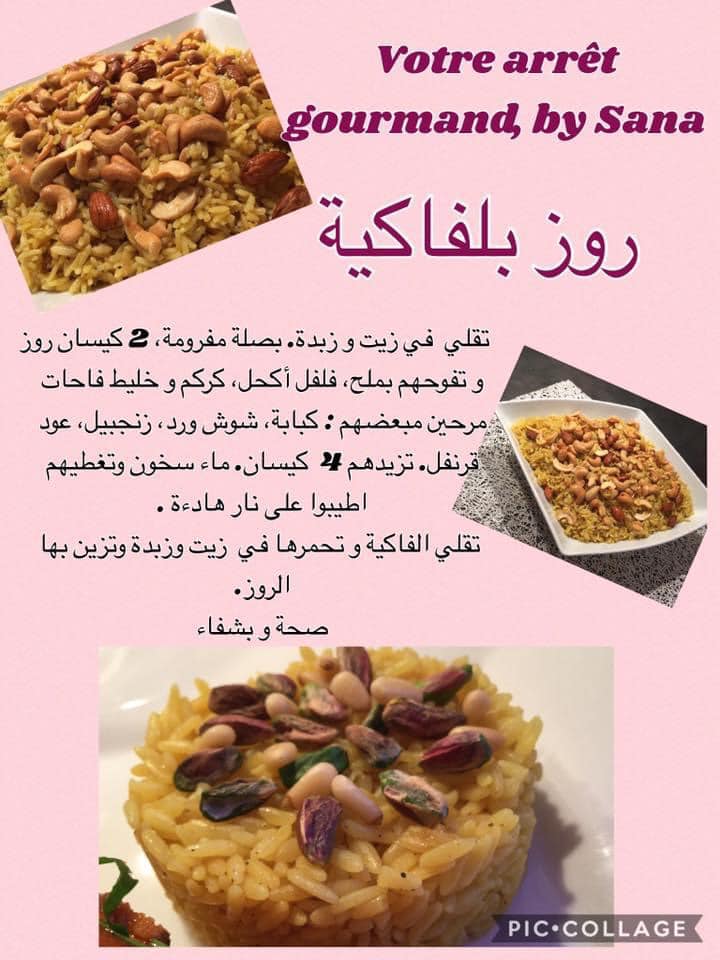 Votre arrêt
gourmand, by Sana
روز بلفاكية
تقلي في زيت و زبدة. بصلة مفرومة، 2 كيسان روز
و تفوحهم بملح، فلفل أكحل، كركم و خليط فاحات
مرحين مبعضهم : كبابة، شوش ورد، زنجبيل، عود
قرنفل. تزيدهم 4 كيسان. ماء سخون وتغطيهم
اطيبوا على نار هادءة .
تقلي الفاكية و تحمرها في زيت وزبدة وتزين بها
الروز.
صحة و بشفاء
PIC•COLLAGE